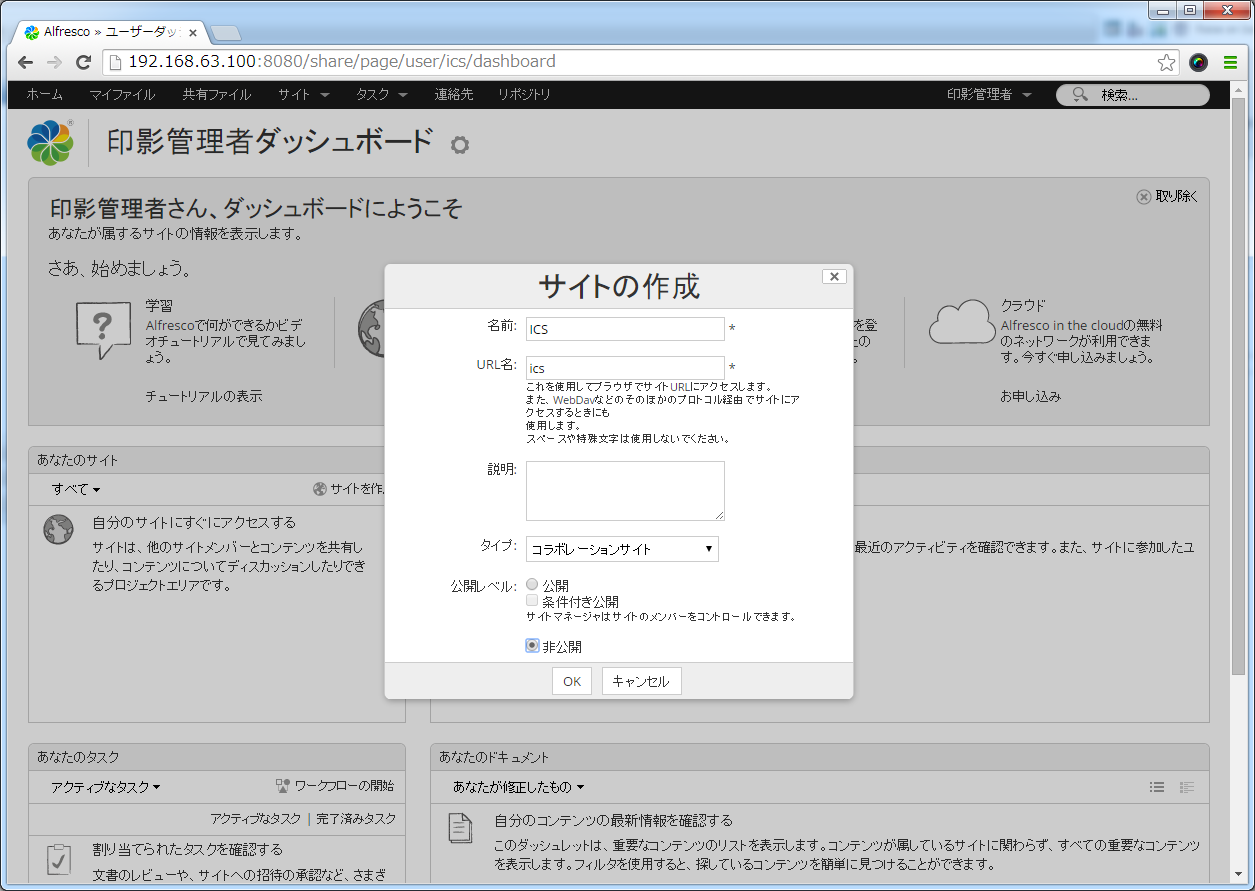 Alfresco » ユーザーダッ
192.168.63.100:8080/share/page/user/ics/dashboard
ホーム マイファイル 共有ファイル サイト タスク 連絡先 リポジトリ 印影管理者 検索...
印影管理者ダッシュボード
印影管理者さん、ダッシュボードにようこそ
取り除く
あなたが属するサイトの情報を表示します。
さあ、始めましょう。
学習
Alfrescoで何ができるかビデ
オチュートリアルで見てみまし
ょう。
チュートリアルの表示
を登
たの
。
クラウド
Alfresco in the cloudの無料
のネットワークが利用できま
す。今すぐ申し込みましょう。
お申し込み
サイトの作成
名前:
ICS
*
URL名:
ics
*
これを使用してブラウザでサイトURLにアクセスします。
また、WebDavなどのそのほかのプロトコル経由でサイトにア
クセスするときにも
使用します。
スペースや特殊文字は使用しないでください。
説明:
タイプ:
コラボレーションサイト
公開レベル:
公開
条件付き公開
サイトマネージャはサイトのメンバーをコントロールできます。
非公開
OK
キャンセル
あなたのサイト
すべて
サイトを作
自分のサイトにすぐにアクセスする
サイトは、他のサイトメンバーとコンテンツを共有し
たり、コンテンツについてディスカッションしたりでき
るプロジェクトエリアです。
最近のアクティビティを確認できます。また、サイトに参加したユ
あなたのタスク
アクティブなタスク
ワークフローの開始
アクティブなタスク | 完了済みタスク
割り当てられたタスクを確認する
文書のレビューや、サイトへの招待の承認など、さまざ
あなたのドキュメント
あなたが修正したもの
自分のコンテンツの最新情報を確認する
このダッシュレットは、重要なコンテンツのリストを表示します。コンテンツが属しているサイトに関わらず、すべての重要なコンテンツ
を表示します。フィルタを使用すると、探しているコンテンツを簡単に見つけることができます。